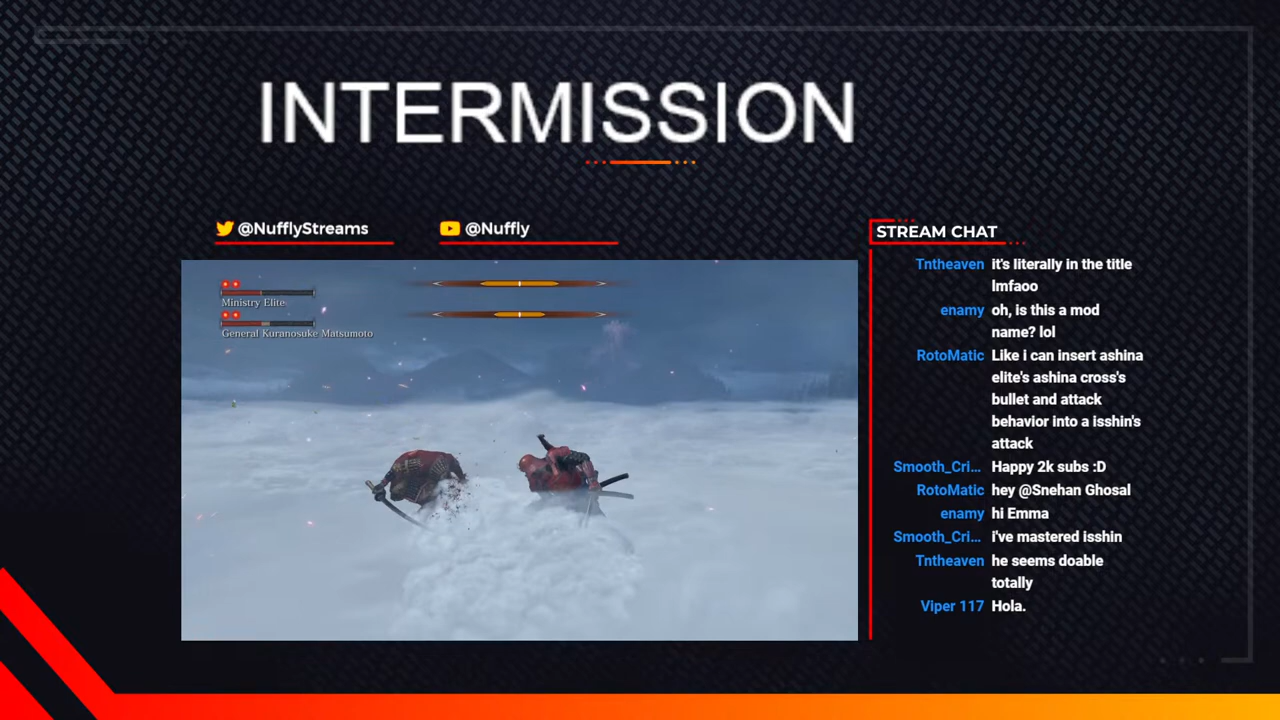 INTERMISSION
@NufflyStreams
@Nuffly
STREAM CHAT
Ministry Elite
General Kuranosuke Matsumoto
Tntheaven it's literally in the title
lmfaoo
enamy oh, is this a mod
name? lol
RotoMatic Like i can insert ashina
elite's ashina cross's
bullet and attack
behavior into a isshin's
attack
Smooth_Cri... Happy 2k subs :D
RotoMatic hey @Snehan Ghosal
enamy hi Emma
Smooth_Cri... i've mastered isshin
Tntheaven he seems doable
totally
Viper 117 Hola.